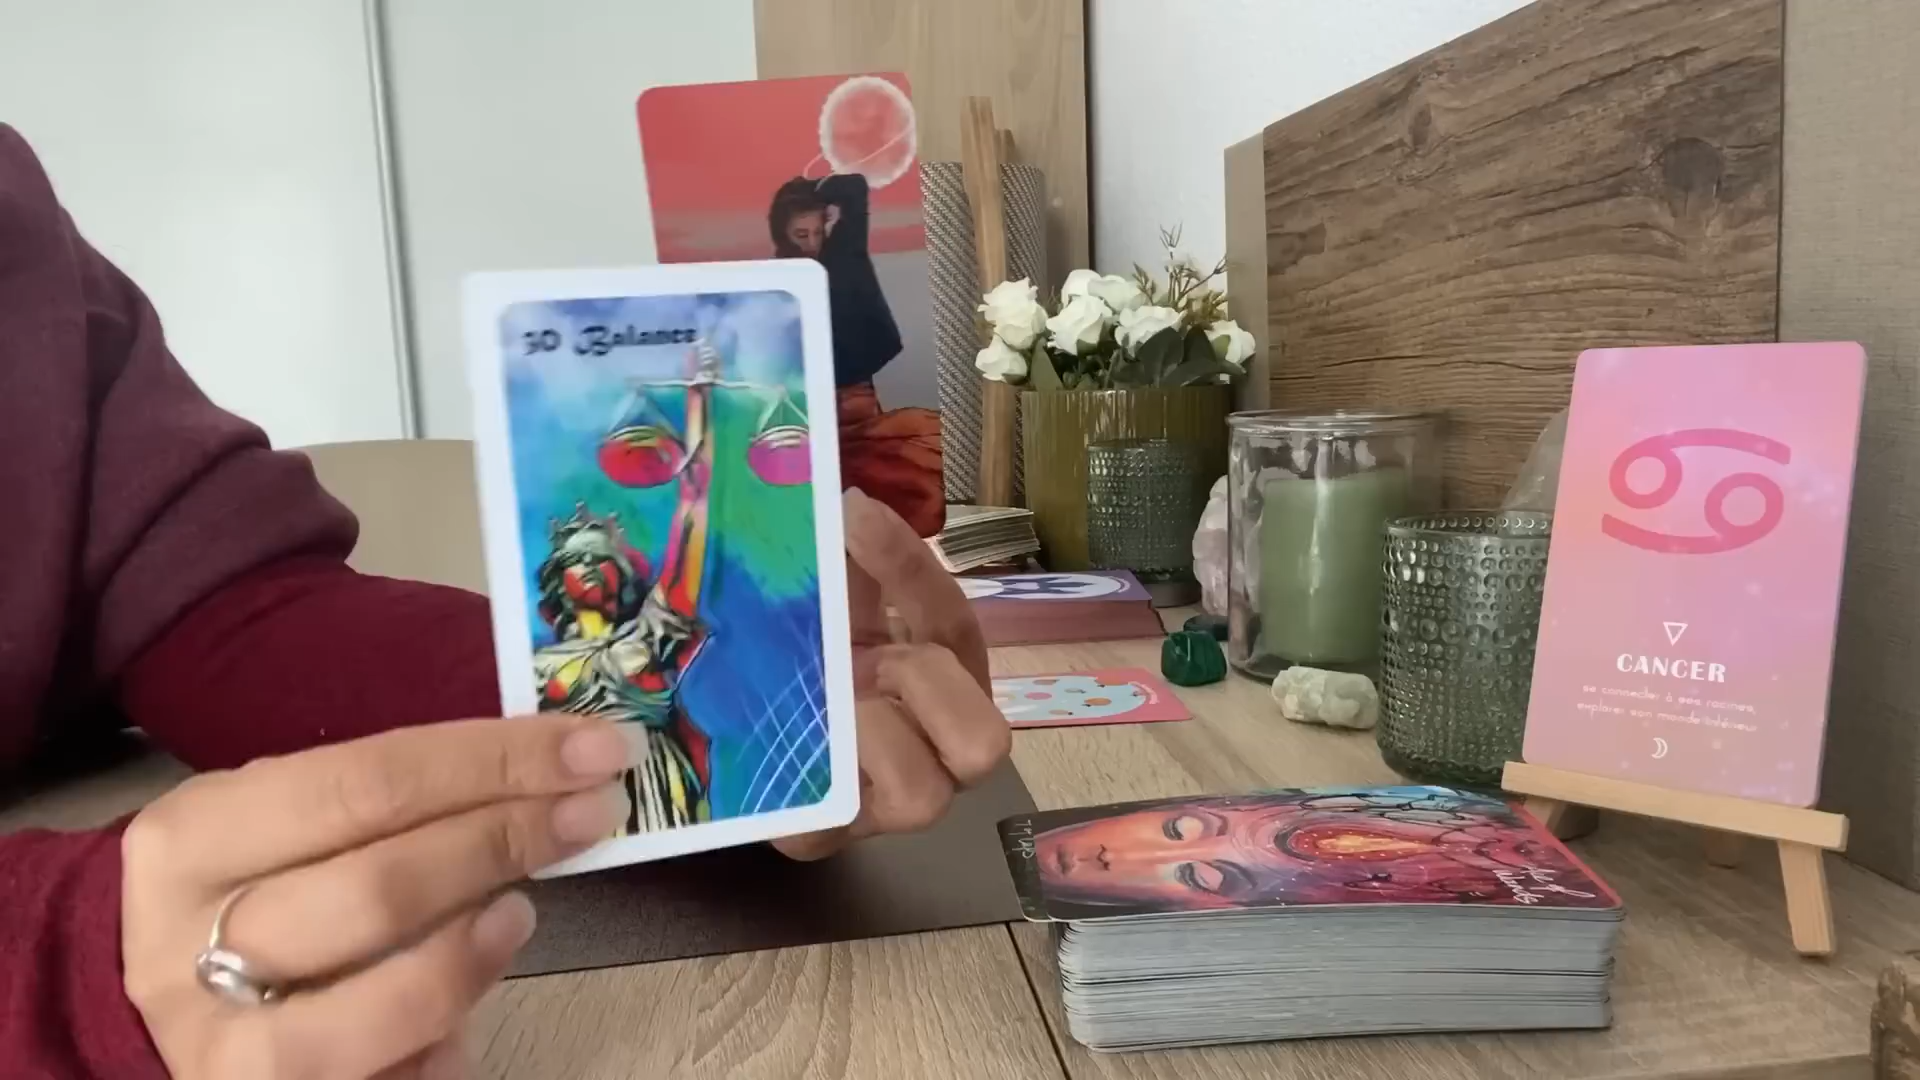 30 Balance
CANCER
se connecter à ses racines,
explorer son monde intérieur